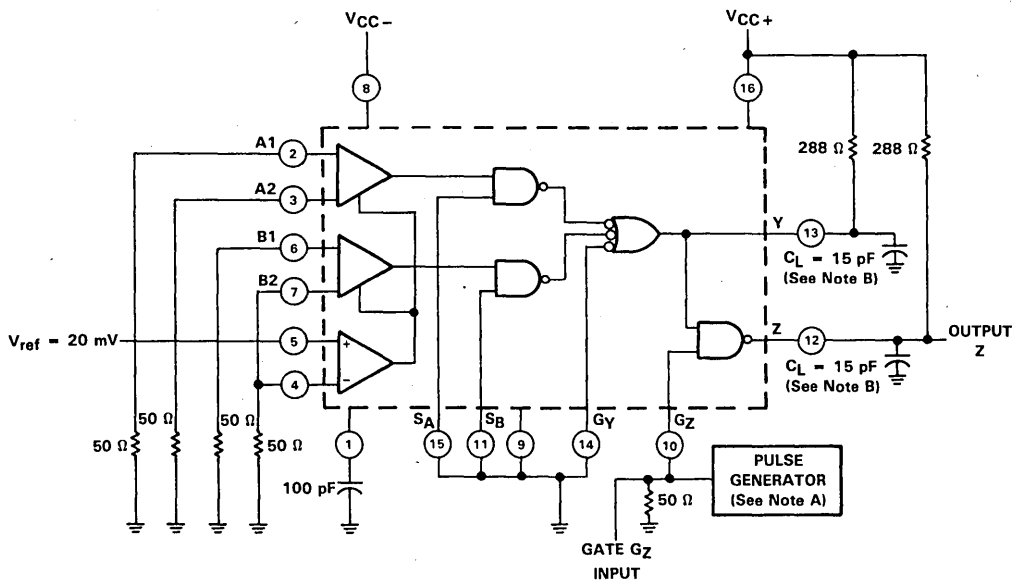 VCC−
VCC+
8
16
A1
2
288 Ω
288 Ω
A2
3
B1
6
Y
13
CL = 15 pF
(See Note B)
B2
7
Vref = 20 mV
5
+
Z
12
OUTPUT
Z
4
−
CL = 15 pF
(See Note B)
50 Ω
50 Ω
50 Ω
50 Ω
1
SA
15
SB
11
9
GY
14
GZ
10
100 pF
50 Ω
PULSE
GENERATOR
(See Note A)
GATE GZ
INPUT